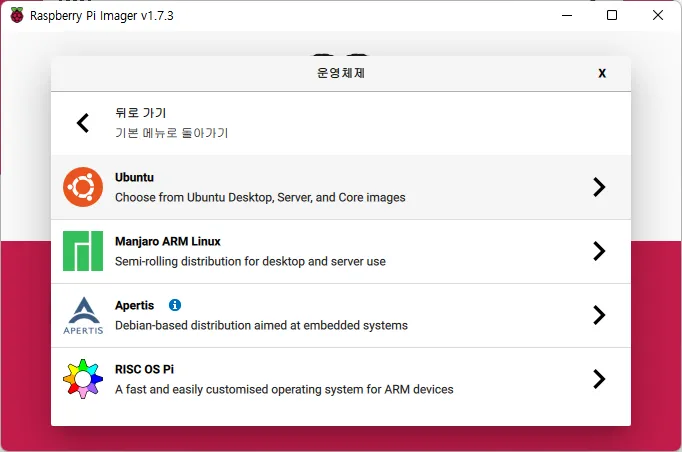 Raspberry Pi Imager v1.7.3
운영체제
X
뒤로 가기
기본 메뉴로 돌아가기
Ubuntu
Choose from Ubuntu Desktop, Server, and Core images
Manjaro ARM Linux
Semi-rolling distribution for desktop and server use
Apertis
APERTIS
Debian-based distribution aimed at embedded systems
RISC OS Pi
A fast and easily customised operating system for ARM devices